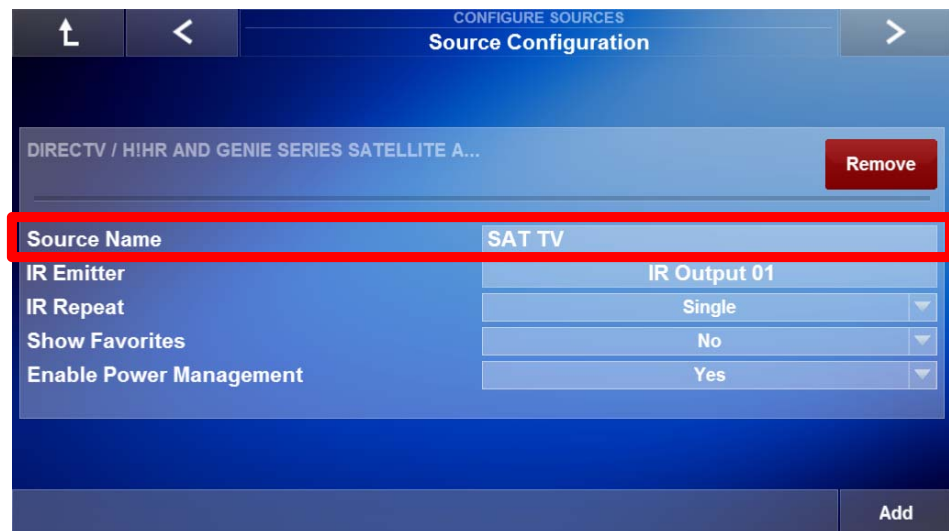 CONFIGURE SOURCES
Source Configuration
DIRECTV / H!HR AND GENIE SERIES SATELLITE A...
Remove
Source Name SAT TV
IR Emitter IR Output 01
IR Repeat Single
Show Favorites No
Enable Power Management Yes
Add